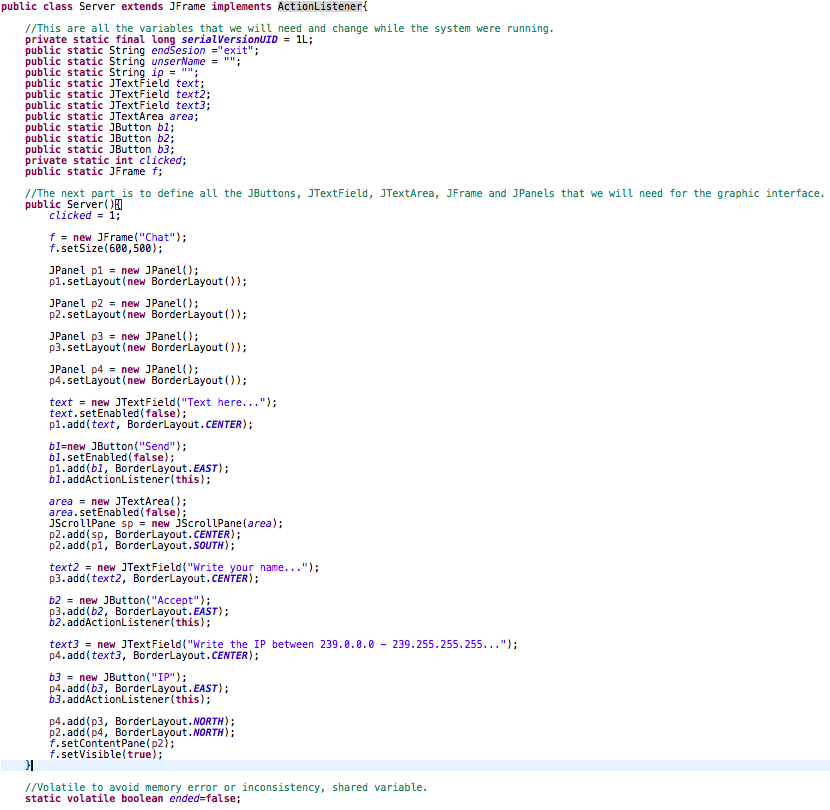 public class Server extends JFrame implements ActionListener{
//This are all the variables that we will need and change while the system were running.
private static final long serialVersionUID = 1L;
public static String endSesion ="exit";
public static String unserName = "";
public static String ip = "";
public static JTextField text;
public static JTextField text2;
public static JTextField text3;
public static JTextArea area;
public static JButton b1;
public static JButton b2;
public static JButton b3;
private static int clicked;
public static JFrame f;
//The next part is to define all the JButtons, JTextField, JTextArea, JFrame and JPanels that we will need for the graphic interface.
public Server(){
clicked = 1;
f = new JFrame("Chat");
f.setSize(600,500);
JPanel p1 = new JPanel();
p1.setLayout(new BorderLayout());
JPanel p2 = new JPanel();
p2.setLayout(new BorderLayout());
JPanel p3 = new JPanel();
p3.setLayout(new BorderLayout());
JPanel p4 = new JPanel();
p4.setLayout(new BorderLayout());
text = new JTextField("Text here...");
text.setEnabled(false);
p1.add(text, BorderLayout.CENTER);
b1=new JButton("Send");
b1.setEnabled(false);
p1.add(b1, BorderLayout.EAST);
b1.addActionListener(this);
area = new JTextArea();
area.setEnabled(false);
JScrollPane sp = new JScrollPane(area);
p2.add(sp, BorderLayout.CENTER);
p2.add(p1, BorderLayout.SOUTH);
text2 = new JTextField("Write your name...");
p3.add(text2, BorderLayout.CENTER);
b2 = new JButton("Accept");
p3.add(b2, BorderLayout.EAST);
b2.addActionListener(this);
text3 = new JTextField("Write the IP between 239.0.0.0 - 239.255.255.255...");
p4.add(text3, BorderLayout.CENTER);
b3 = new JButton("IP");
p4.add(b3, BorderLayout.EAST);
b3.addActionListener(this);
p4.add(p3, BorderLayout.NORTH);
p2.add(p4, BorderLayout.NORTH);
f.setContentPane(p2);
f.setVisible(true);
}
//Volatile to avoid memory error or inconsistency, shared variable.
static volatile boolean ended=false;